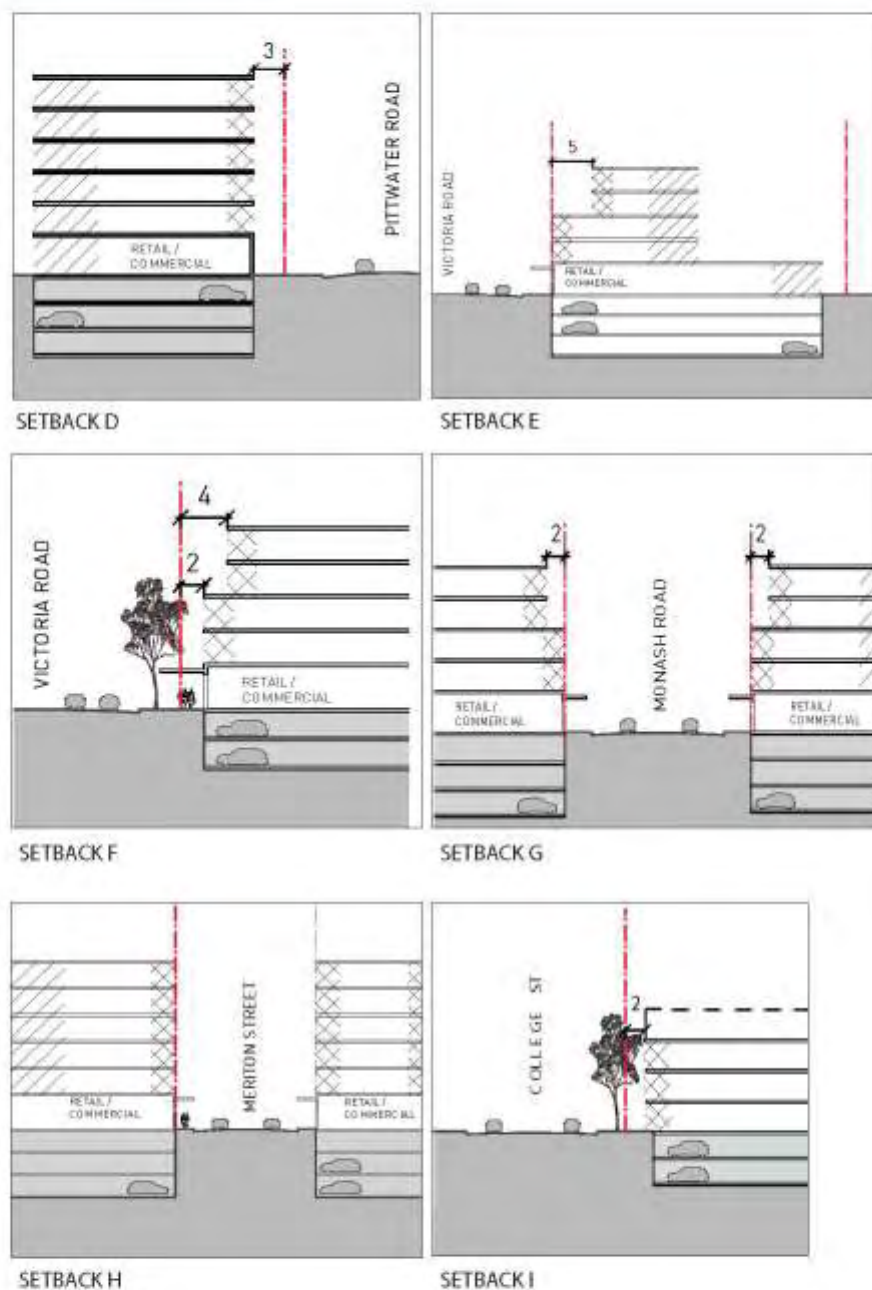 3
PITTWATER ROAD
RETAIL /
COMMERCIAL
SETBACK D
5
VICTORIA ROAD
RETAIL /
COMMERCIAL
SETBACK E
4
2
VICTORIA ROAD
RETAIL /
COMMERCIAL
SETBACK F
2
2
MONASH ROAD
RETAIL /
COMMERCIAL
RETAIL /
COMMERCIAL
SETBACK G
MERITON STREET
RETAIL /
COMMERCIAL
RETAIL /
COMMERCIAL
SETBACK H
COLLEGE ST
2
SETBACK I